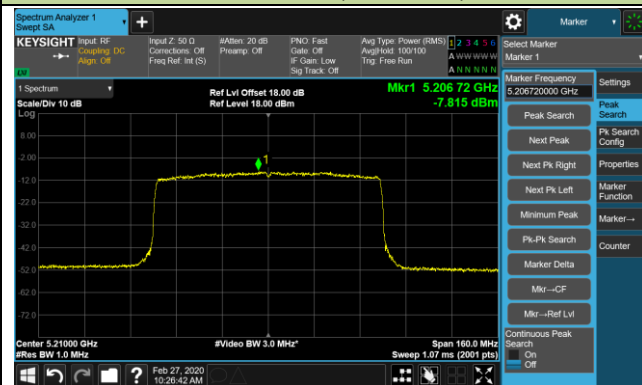 Spectrum Analyzer 1
Swept SA
+
Marker
KEYSIGHT
Input: RF
Coupling: DC
Align: Off
Input Z: 50 Ω
Corrections: Off
Freq Ref: Int (S)
#Atten: 20 dB
Preamp: Off
PNO: Fast
Gate: Off
IF Gain: Low
Sig Track: Off
Avg Type: Power (RMS)
Avg|Hold: 100/100
Trig: Free Run
1 2 3 4 5 6
A W W W W W
A N N N N N
Select Marker
Marker 1
LXI
1 Spectrum
Scale/Div 10 dB
Log
Ref Lvl Offset 18.00 dB
Ref Level 18.00 dBm
Mkr1 5.206 72 GHz
-7.815 dBm
8.00
-2.00
-12.0
-22.0
-32.0
-42.0
-52.0
-62.0
-72.0
1
Center 5.21000 GHz
#Res BW 1.0 MHz
#Video BW 3.0 MHz*
Span 160.0 MHz
Sweep 1.07 ms (2001 pts)
Marker Frequency
5.206720000 GHz
Peak Search
Next Peak
Next Pk Right
Next Pk Left
Minimum Peak
Pk-Pk Search
Marker Delta
Mkr→CF
Mkr→Ref Lvl
Continuous Peak
Search
On
Off
Settings
Peak
Search
Pk Search
Config
Properties
Marker
Function
Marker→
Counter
?
Feb 27, 2020
10:26:42 AM